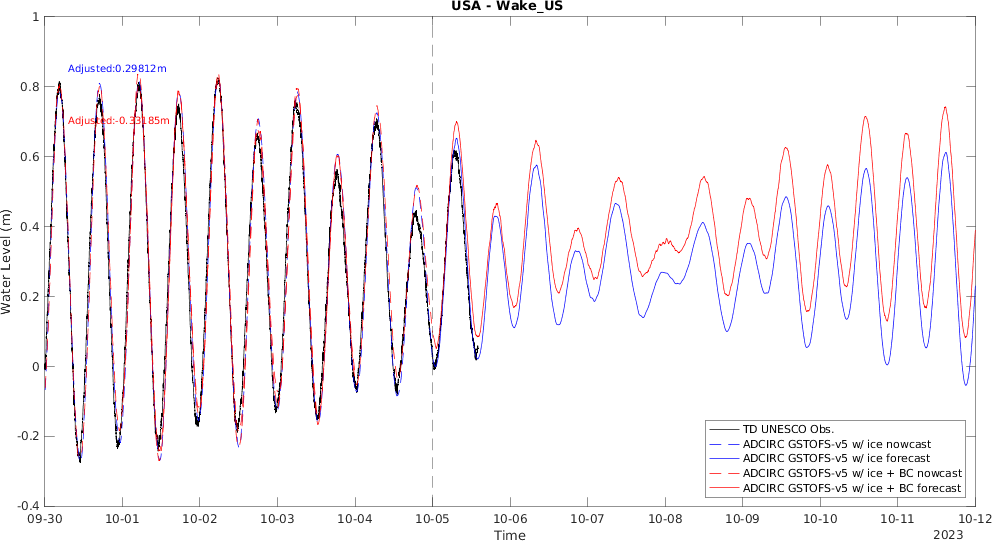 USA - Wake_US
1
0.8
0.6
0.4
0.2
0
-0.2
-0.4
Water Level (m)
Adjusted:0.29812m
Adjusted:-0.33185m
TD UNESCO Obs.
ADCIRC GSTOFS-v5 w/ ice nowcast
ADCIRC GSTOFS-v5 w/ ice forecast
ADCIRC GSTOFS-v5 w/ ice + BC nowcast
ADCIRC GSTOFS-v5 w/ ice + BC forecast
09-30 10-01 10-02 10-03 10-04 10-05 10-06 10-07 10-08 10-09 10-10 10-11 10-12
Time
2023